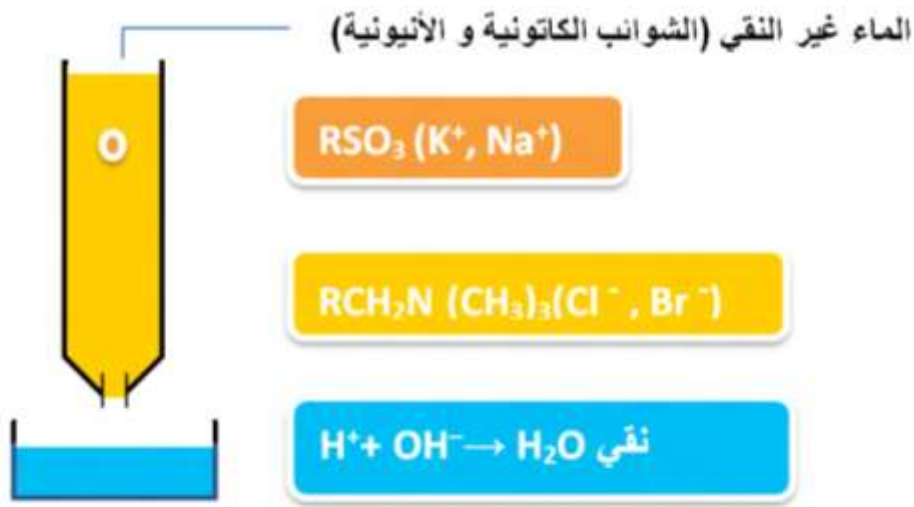 الماء غير النقي (الشوائب الكاتونية و الأنيونية)
O
RSO₃ (K⁺, Na⁺)
RCH₂N (CH₃)₃(Cl⁻ , Br⁻)
H⁺+ OH⁻→ H₂O نقي